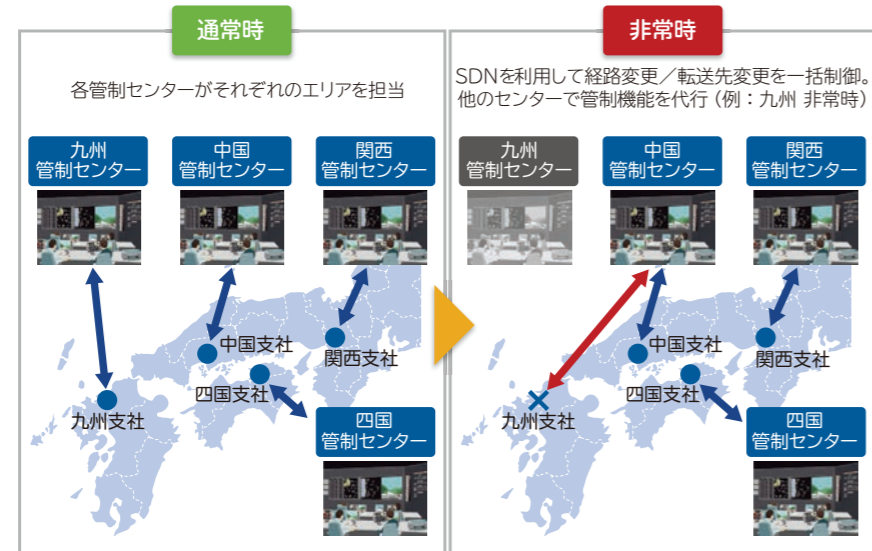 通常時
各管制センターがそれぞれのエリアを担当
九州
管制センター
中国
管制センター
関西
管制センター
中国支社
関西支社
四国支社
九州支社
四国
管制センター
非常時
SDNを利用して経路変更／転送先変更を一括制御。
他のセンターで管制機能を代行（例：九州 非常時）
九州
管制センター
中国
管制センター
関西
管制センター
中国支社
関西支社
四国支社
九州支社
四国
管制センター